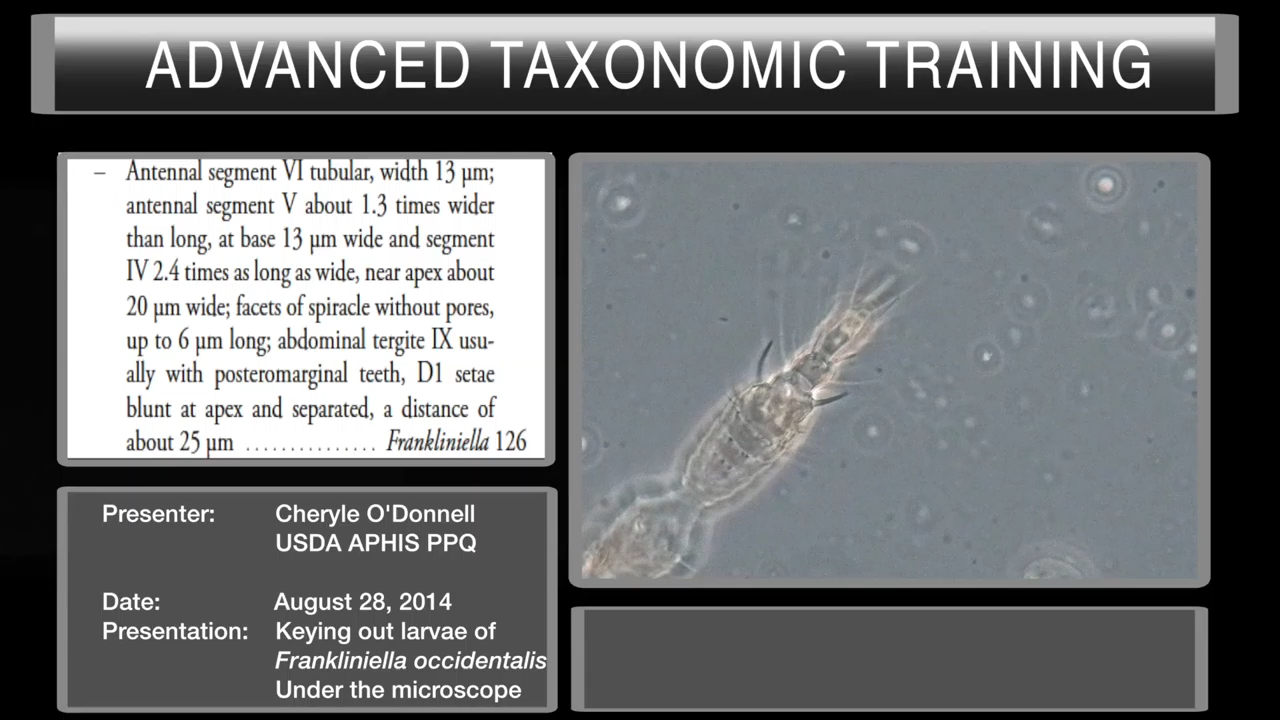 ADVANCED TAXONOMIC TRAINING
– Antennal segment VI tubular, width 13 µm;
antennal segment V about 1.3 times wider
than long, at base 13 µm wide and segment
IV 2.4 times as long as wide, near apex about
20 µm wide; facets of spiracle without pores,
up to 6 µm long; abdominal tergite IX usu-
ally with posteromarginal teeth, D1 setae
blunt at apex and separated, a distance of
about 25 µm ............... Frankliniella 126
Presenter: Cheryle O'Donnell
USDA APHIS PPQ
Date: August 28, 2014
Presentation: Keying out larvae of
Frankliniella occidentalis
Under the microscope